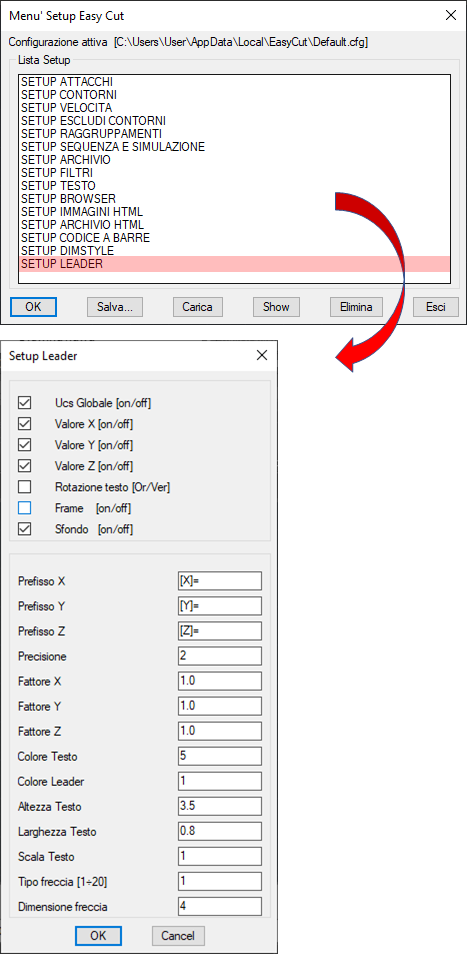 Menu' Setup Easy Cut
Configurazione attiva [C:\Users\User\AppData\Local\EasyCut\Default.cfg]
Lista Setup
SETUP ATTACCHI
SETUP CONTORNI
SETUP VELOCITA
SETUP ESCLUDI CONTORNI
SETUP RAGGRUPPAMENTI
SETUP SEQUENZA E SIMULAZIONE
SETUP ARCHIVIO
SETUP FILTRI
SETUP TESTO
SETUP BROWSER
SETUP IMMAGINI HTML
SETUP ARCHIVIO HTML
SETUP CODICE A BARRE
SETUP DIMSTYLE
SETUP LEADER
OK Salva... Carica Show Elimina Esci
Setup Leader
Ucs Globale [on/off]
Valore X [on/off]
Valore Y [on/off]
Valore Z [on/off]
Rotazione testo [Or/Ver]
Frame [on/off]
Sfondo [on/off]
Prefisso X [X]=
Prefisso Y [Y]=
Prefisso Z [Z]=
Precisione 2
Fattore X 1.0
Fattore Y 1.0
Fattore Z 1.0
Colore Testo 5
Colore Leader 1
Altezza Testo 3.5
Larghezza Testo 0.8
Scala Testo 1
Tipo freccia [1÷20] 1
Dimensione freccia 4
OK Cancel